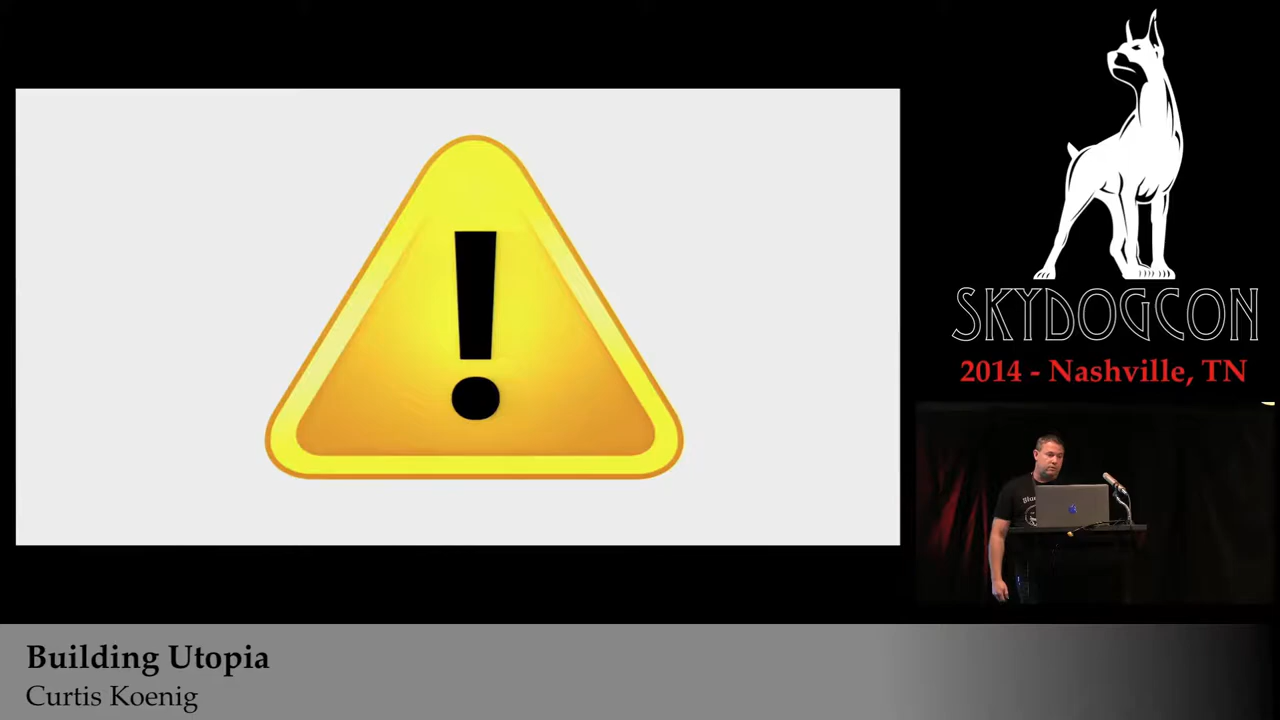 !
SKYDOGCON
2014 - Nashville, TN
Building Utopia
Curtis Koenig